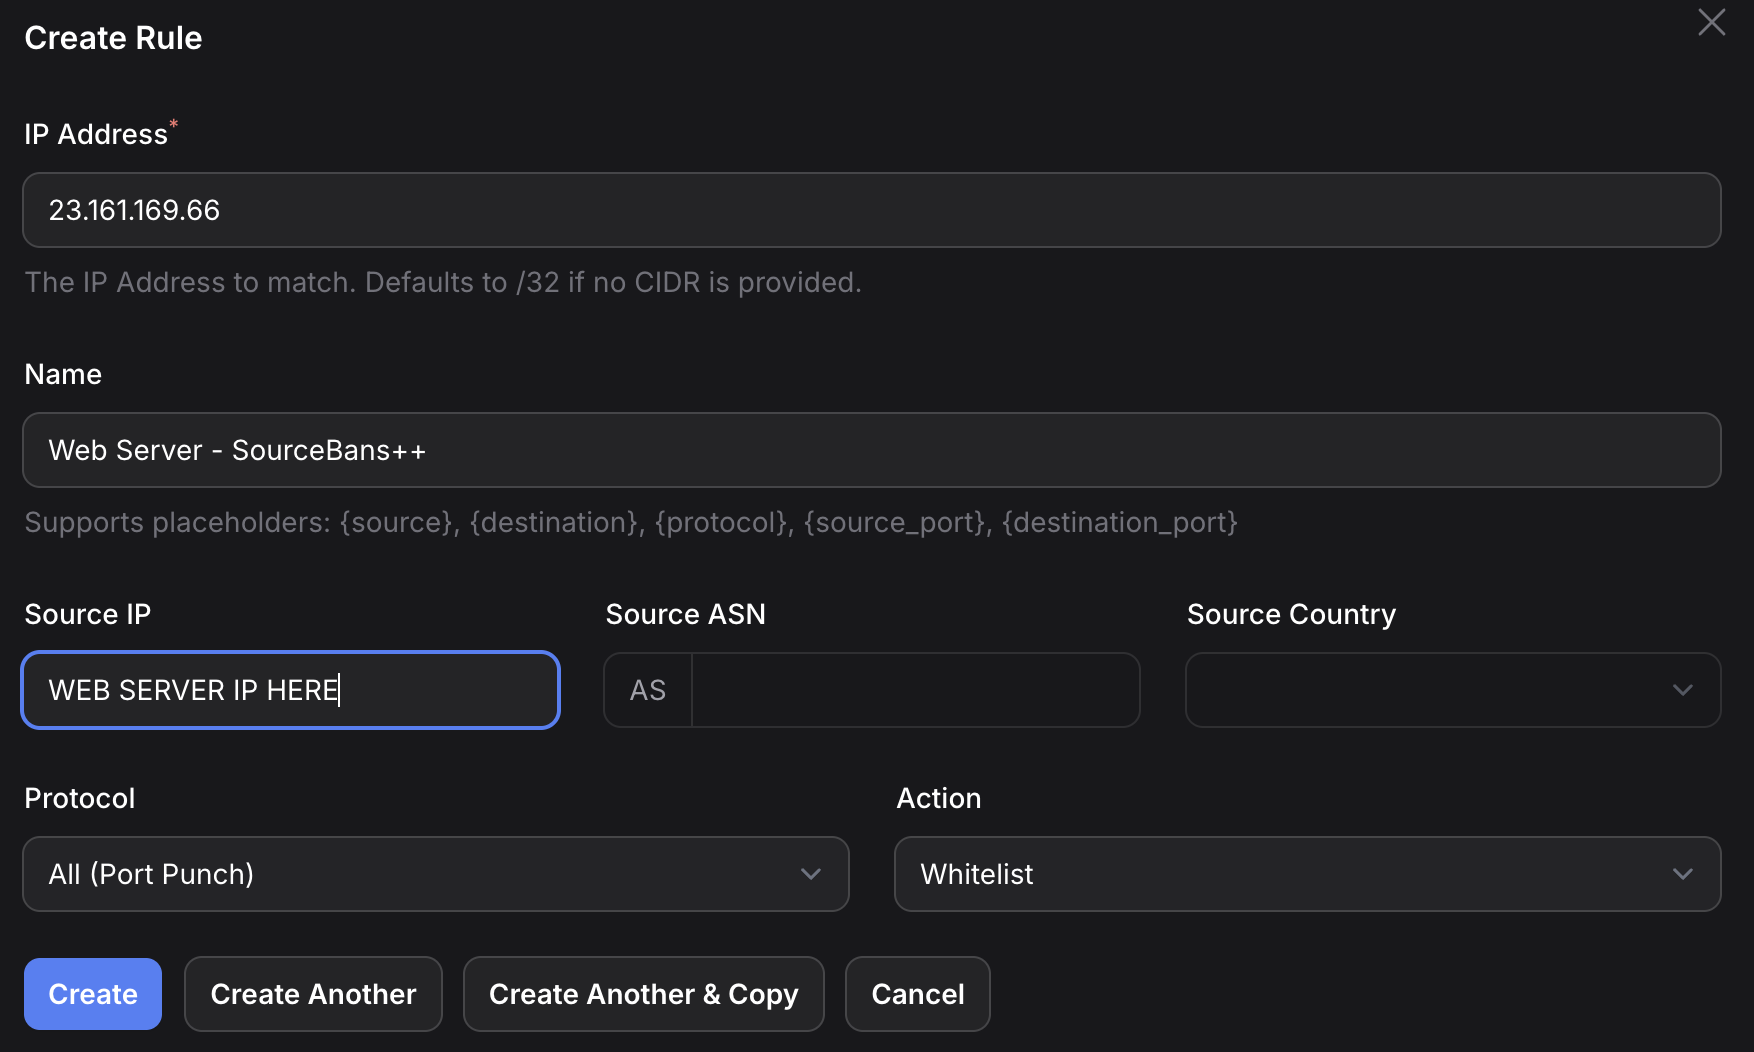 Create Rule
IP Address*
23.161.169.66
The IP Address to match. Defaults to /32 if no CIDR is provided.
Name
Web Server - SourceBans++
Supports placeholders: {source}, {destination}, {protocol}, {source_port}, {destination_port}
Source IP
Source ASN
Source Country
WEB SERVER IP HERE
AS
Protocol
Action
All (Port Punch)
Whitelist
Create
Create Another
Create Another & Copy
Cancel